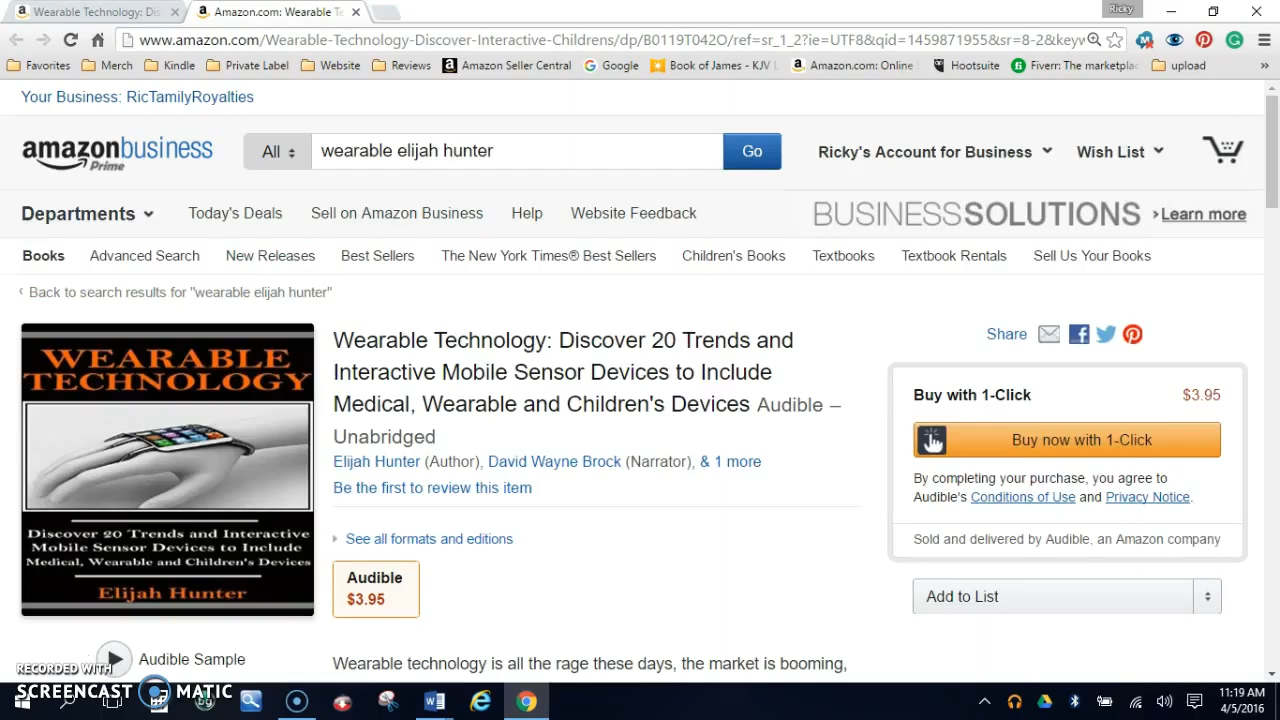 Wearable Technology: Dis
Amazon.com: Wearable Te
Ricky
www.amazon.com/Wearable-Technology-Discover-Interactive-Childrens/dp/B0119T042O/ref=sr_1_2?ie=UTF8&qid=1459871955&sr=8-2&keyw
Favorites Merch Kindle Private Label Website Reviews Amazon Seller Central Google Book of James - KJV Amazon.com: Online Hootsuite Fiverr: The marketplac upload »
Your Business: RicTamilyRoyalties
amazonbusiness
Prime
All wearable elijah hunter Go
Ricky's Account for Business Wish List
Departments Today's Deals Sell on Amazon Business Help Website Feedback
BUSINESSSOLUTIONS ›Learn more
Books Advanced Search New Releases Best Sellers The New York Times® Best Sellers Children's Books Textbooks Textbook Rentals Sell Us Your Books
‹ Back to search results for "wearable elijah hunter"
WEARABLE
TECHNOLOGY
Discover 20 Trends and Interactive
Mobile Sensor Devices to Include
Medical, Wearable and Children's Devices
Elijah Hunter
Audible Sample
Wearable Technology: Discover 20 Trends and
Interactive Mobile Sensor Devices to Include
Medical, Wearable and Children's Devices Audible –
Unabridged
Elijah Hunter (Author), David Wayne Brock (Narrator), & 1 more
Be the first to review this item
See all formats and editions
Audible
$3.95
Wearable technology is all the rage these days, the market is booming,
Share
Buy with 1-Click $3.95
Buy now with 1-Click
By completing your purchase, you agree to
Audible's Conditions of Use and Privacy Notice.
Sold and delivered by Audible, an Amazon company
Add to List
RECORDED WITH
SCREENCAST MATIC
11:19 AM
4/5/2016